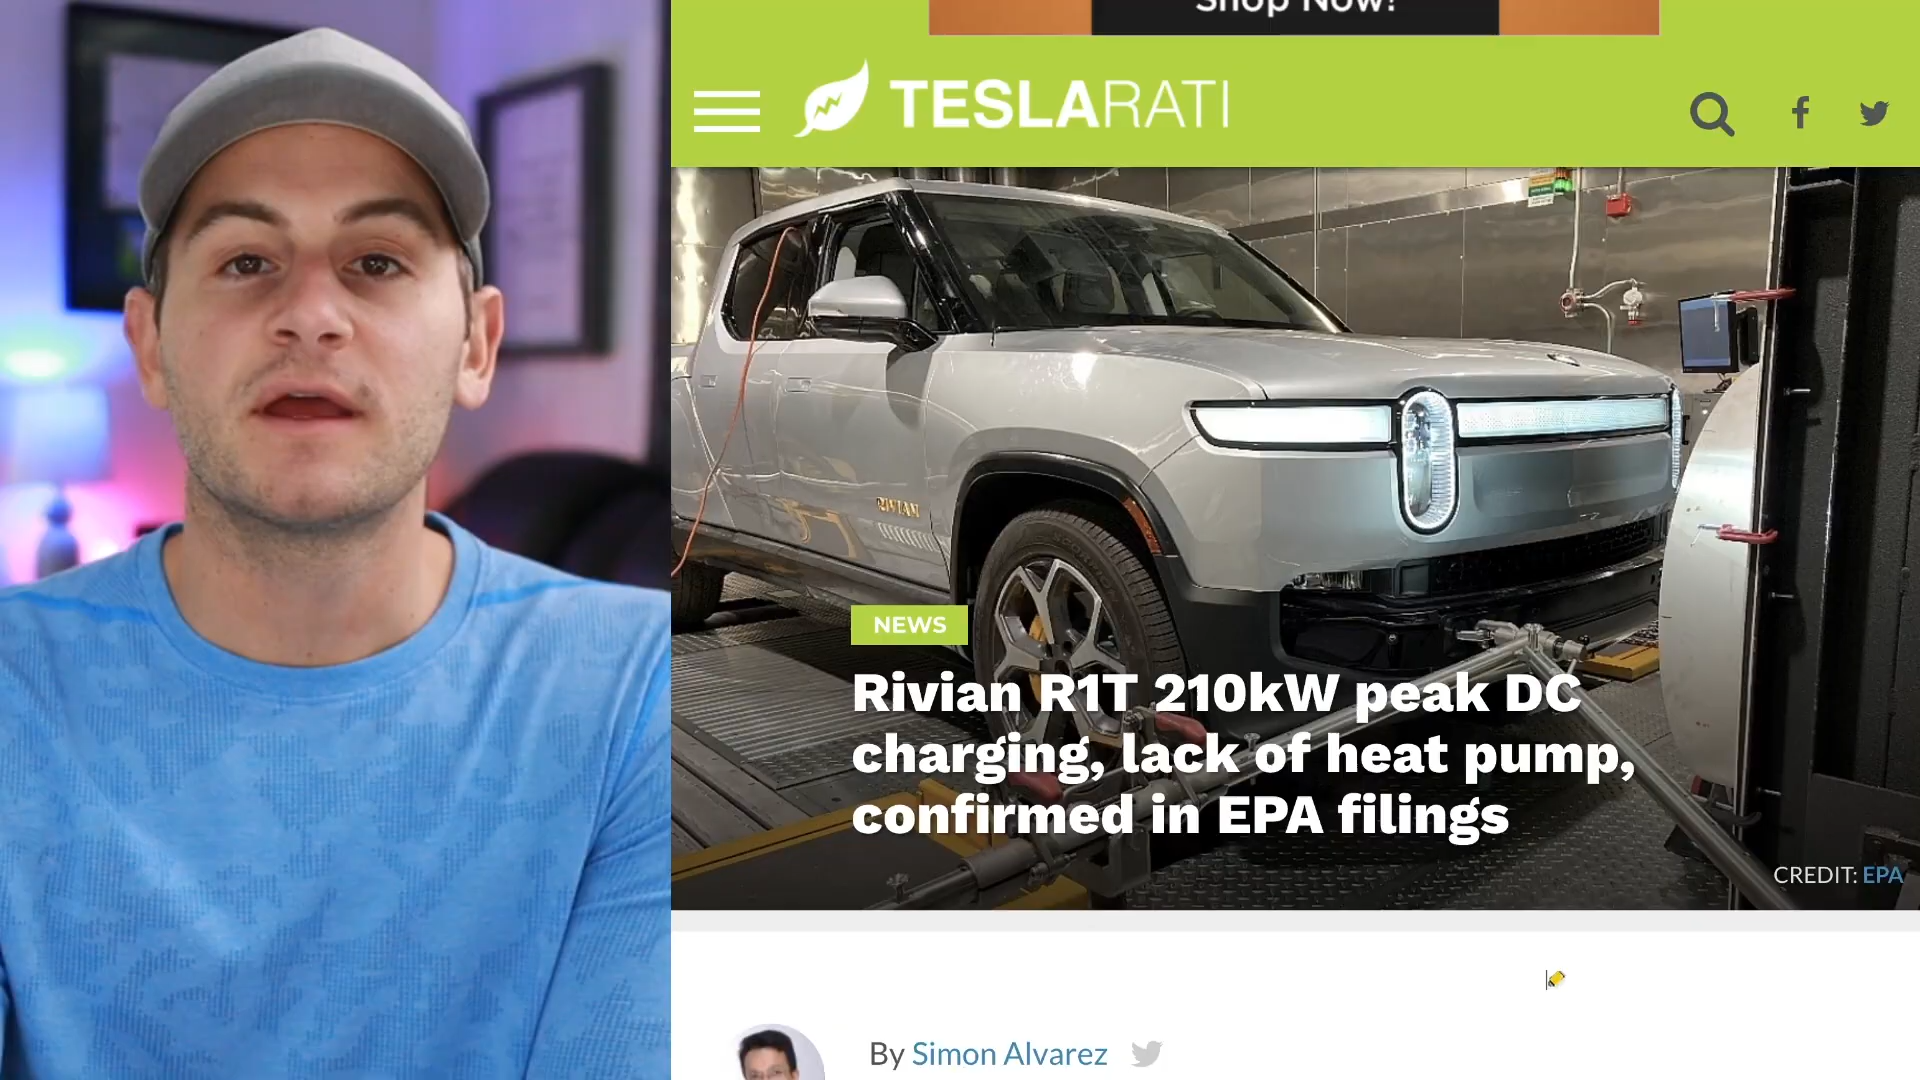 Shop Now!
TESLARATI
RIVIAN
NEWS
Rivian R1T 210kW peak DC
charging, lack of heat pump,
confirmed in EPA filings
CREDIT: EPA
By Simon Alvarez